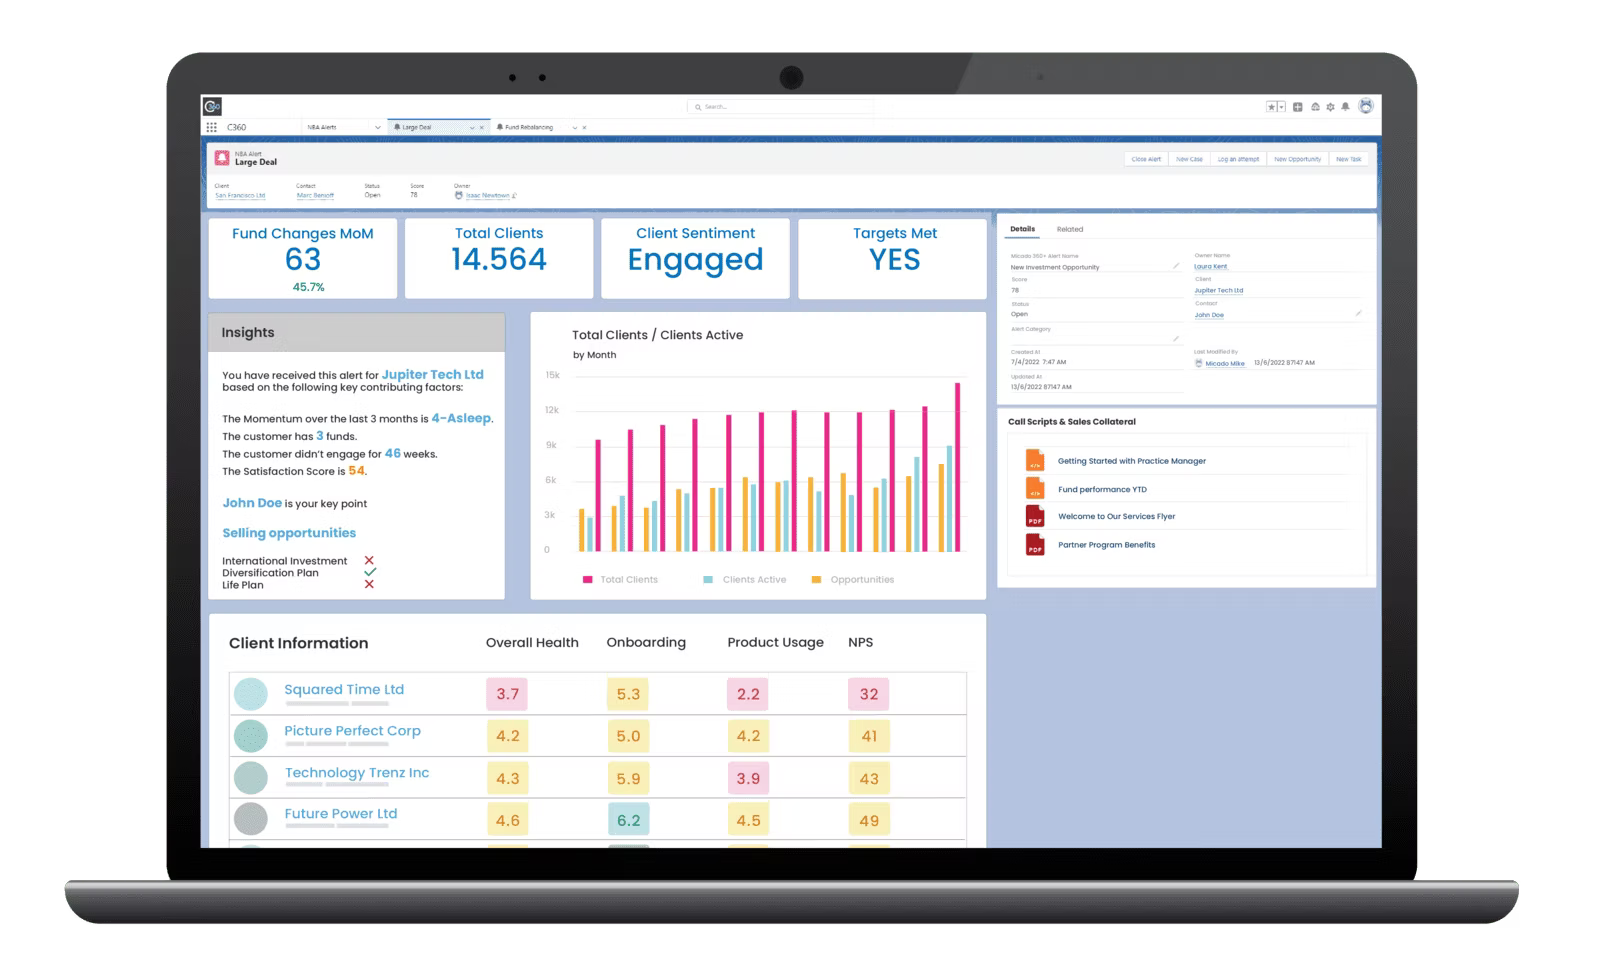 C360
Search...
C360
NBA Alerts
Large Deal
Fund Rebalancing
NBA Alert
Large Deal
Close Alert
New Case
Log an attempt
New Opportunity
New Task
Client
Contact
Status
Score
Owner
San Francisco Ltd
Marc Benioff
Open
78
Isaac Newtown
Fund Changes MoM
63
45.7%
Total Clients
14.564
Client Sentiment
Engaged
Targets Met
YES
Insights
You have received this alert for Jupiter Tech Ltd
based on the following key contributing factors:
The Momentum over the last 3 months is 4-Asleep.
The customer has 3 funds.
The customer didn't engage for 46 weeks.
The Satisfaction Score is 54.
John Doe is your key point
Selling opportunities
International Investment
Diversification Plan
Life Plan
Total Clients / Clients Active
by Month
15k
12k
9k
6k
3k
0
Total Clients
Clients Active
Opportunities
Details
Related
Micado 360+ Alert Name
New Investment Opportunity
Owner Name
Laura Kent
Score
78
Client
Jupiter Tech Ltd
Status
Open
Contact
John Doe
Alert Category
Created At
7/4/2022 7:47 AM
Last Modified By
Micado Mike 13/6/2022 87147 AM
Updated At
13/6/2022 87147 AM
Call Scripts & Sales Collateral
Getting Started with Practice Manager
Fund performance YTD
PDF
Welcome to Our Services Flyer
PDF
Partner Program Benefits
Client Information
Overall Health
Onboarding
Product Usage
NPS
Squared Time Ltd
3.7
5.3
2.2
32
Picture Perfect Corp
4.2
5.0
4.2
41
Technology Trenz Inc
4.3
5.9
3.9
43
Future Power Ltd
4.6
6.2
4.5
49